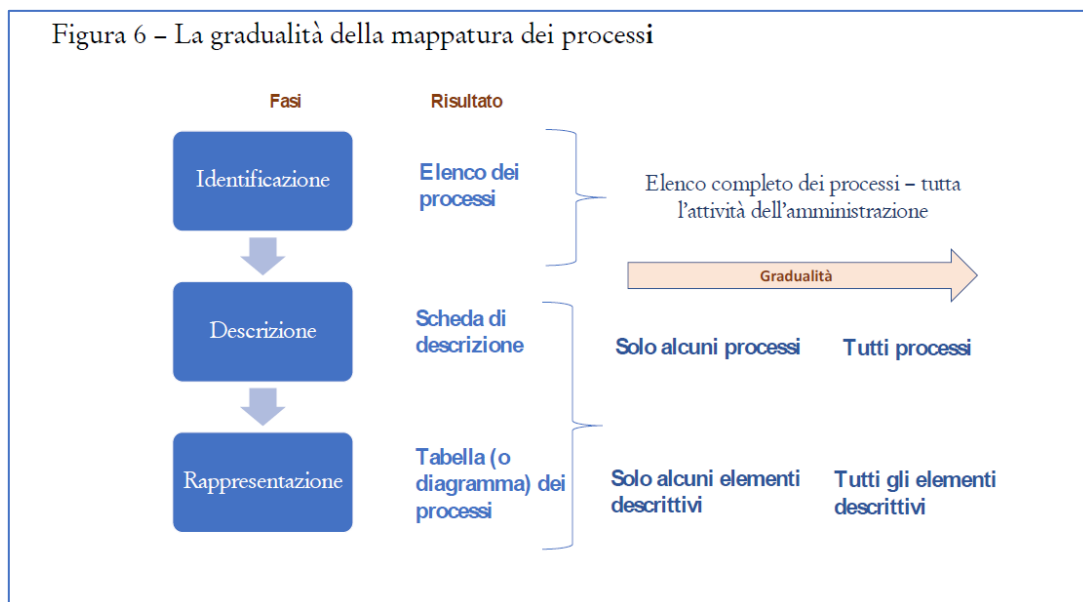 Figura 6 – La gradualità della mappatura dei processi
Fasi
Risultato
Identificazione
Elenco dei
processi
Elenco completo dei processi – tutta
l'attività dell'amministrazione
Gradualità
Descrizione
Scheda di
descrizione
Solo alcuni processi
Tutti processi
Rappresentazione
Tabella (o
diagramma) dei
processi
Solo alcuni elementi
descrittivi
Tutti gli elementi
descrittivi